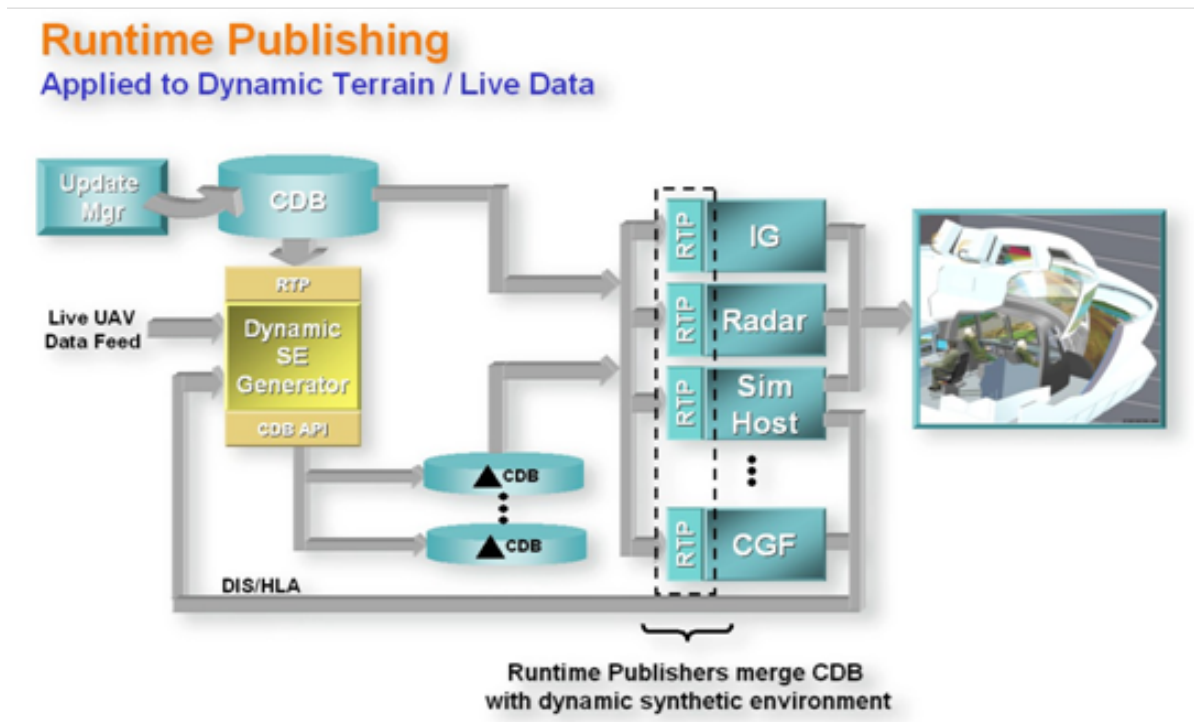 Runtime Publishing
Applied to Dynamic Terrain / Live Data
Update
Mgr
CDB
RTP
Live UAV
Data Feed
Dynamic
SE
Generator
CDB API
▲CDB
▲CDB
DIS/HLA
RTP
IG
RTP
Radar
RTP
Sim
Host
RTP
CGF
Runtime Publishers merge CDB
with dynamic synthetic environment